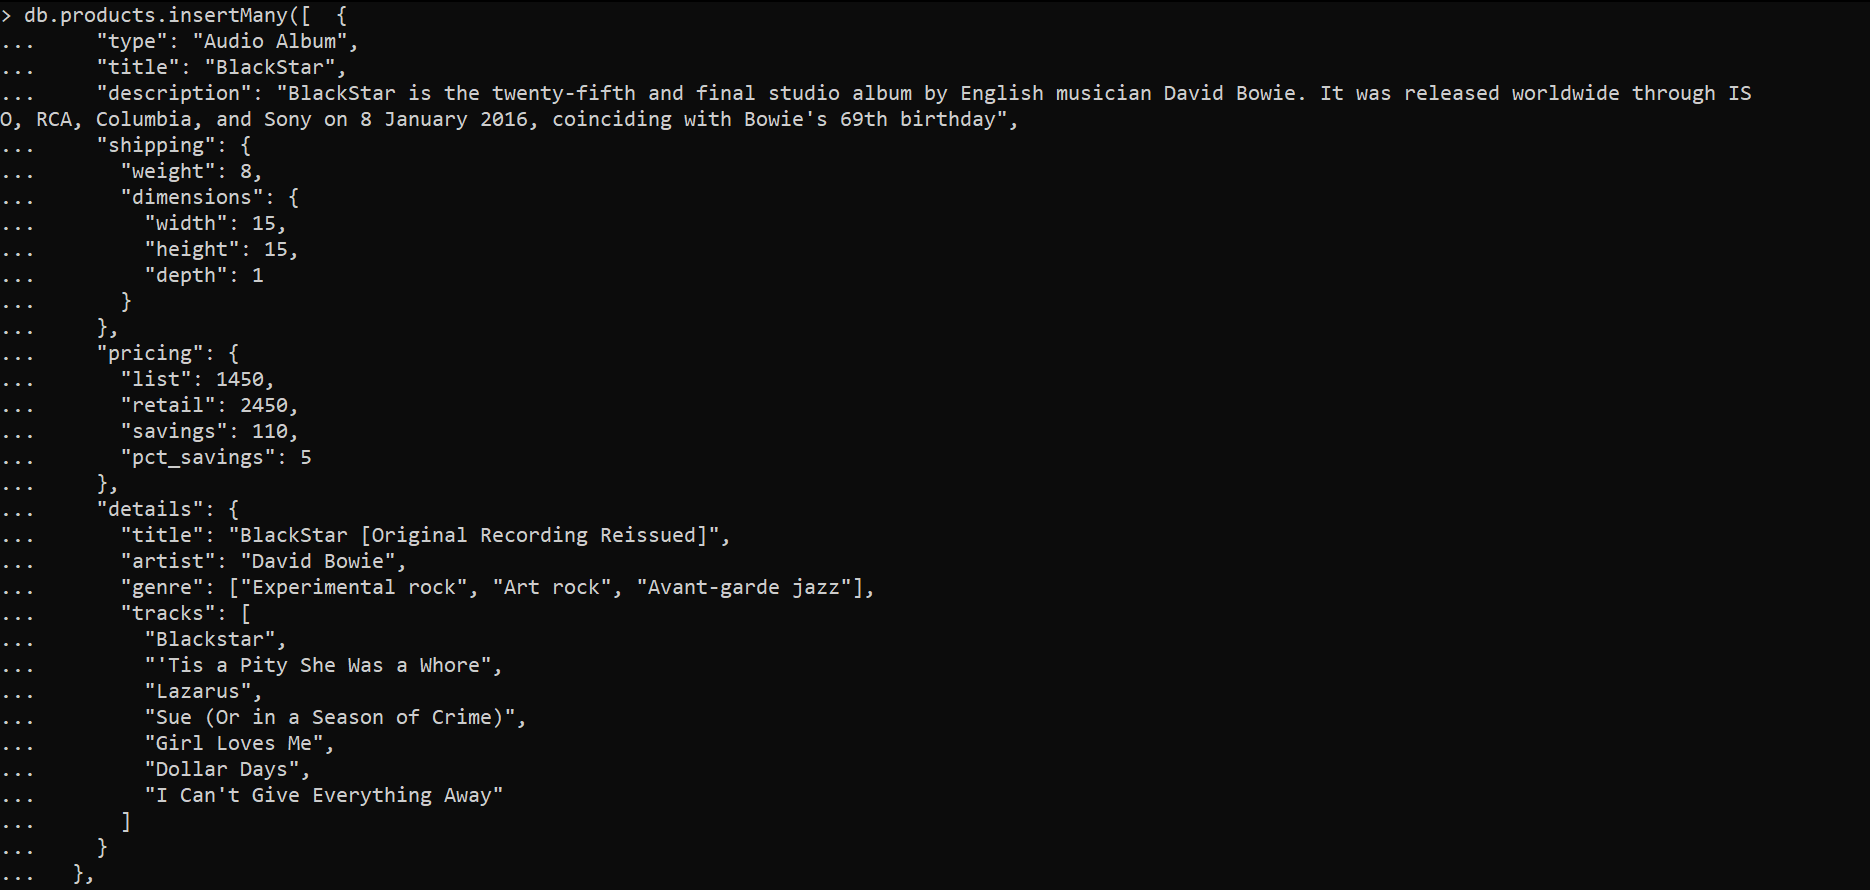 > db.products.insertMany([  {
...     "type": "Audio Album",
...     "title": "BlackStar",
...     "description": "BlackStar is the twenty-fifth and final studio album by English musician David Bowie. It was released worldwide through IS
O, RCA, Columbia, and Sony on 8 January 2016, coinciding with Bowie's 69th birthday",
...     "shipping": {
...       "weight": 8,
...       "dimensions": {
...         "width": 15,
...         "height": 15,
...         "depth": 1
...       }
...     },
...     "pricing": {
...       "list": 1450,
...       "retail": 2450,
...       "savings": 110,
...       "pct_savings": 5
...     },
...     "details": {
...       "title": "BlackStar [Original Recording Reissued]",
...       "artist": "David Bowie",
...       "genre": ["Experimental rock", "Art rock", "Avant-garde jazz"],
...       "tracks": [
...         "Blackstar",
...         "'Tis a Pity She Was a Whore",
...         "Lazarus",
...         "Sue (Or in a Season of Crime)",
...         "Girl Loves Me",
...         "Dollar Days",
...         "I Can't Give Everything Away"
...       ]
...     }
...   },